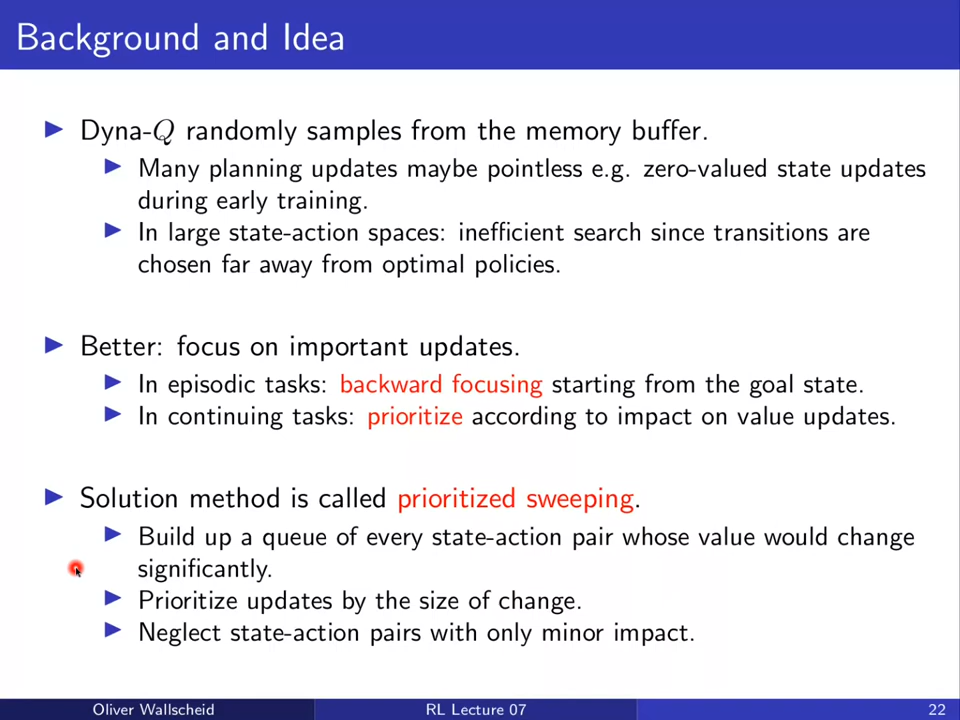 Background and Idea
▶ Dyna-Q randomly samples from the memory buffer.
▶ Many planning updates maybe pointless e.g. zero-valued state updates
during early training.
▶ In large state-action spaces: inefficient search since transitions are
chosen far away from optimal policies.
▶ Better: focus on important updates.
▶ In episodic tasks: backward focusing starting from the goal state.
▶ In continuing tasks: prioritize according to impact on value updates.
▶ Solution method is called prioritized sweeping.
▶ Build up a queue of every state-action pair whose value would change
significantly.
▶ Prioritize updates by the size of change.
▶ Neglect state-action pairs with only minor impact.
Oliver Wallscheid RL Lecture 07 22